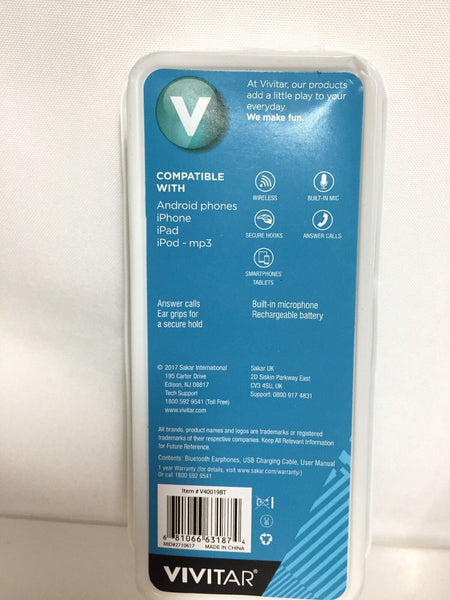 V
At Vivitar, our products
add a little play to your
everyday.
We make fun.
COMPATIBLE
WITH
Android phones
iPhone
iPad
iPod - mp3
WIRELESS
BUILT-IN MIC
SECURE HOOKS
ANSWER CALLS
SMARTPHONES
TABLETS
Answer calls
Ear grips for
a secure hold
Built-in microphone
Rechargeable battery
© 2017 Sakar International
195 Carter Drive
Edison, NJ 08817
Tech Support
1800 592 9541 (Toll Free)
www.vivitar.com
Sakar UK
2D Siskin Parkway East
CV3 4SU, UK
Support: 0800 917 4831
All brands, product names and logos are trademarks or registered
trademarks of their respective companies. Keep All Relevant Information
for Future Reference.
Contents: Bluetooth Earphones, USB Charging Cable, User Manual
1 year Warranty (for details, visit www.sakar.com/warranty/)
Or call 1800 592 9541
Item # V40019BT
6 81066 63187 4
MID#2710617 MADE IN CHINA
VIVITAR®